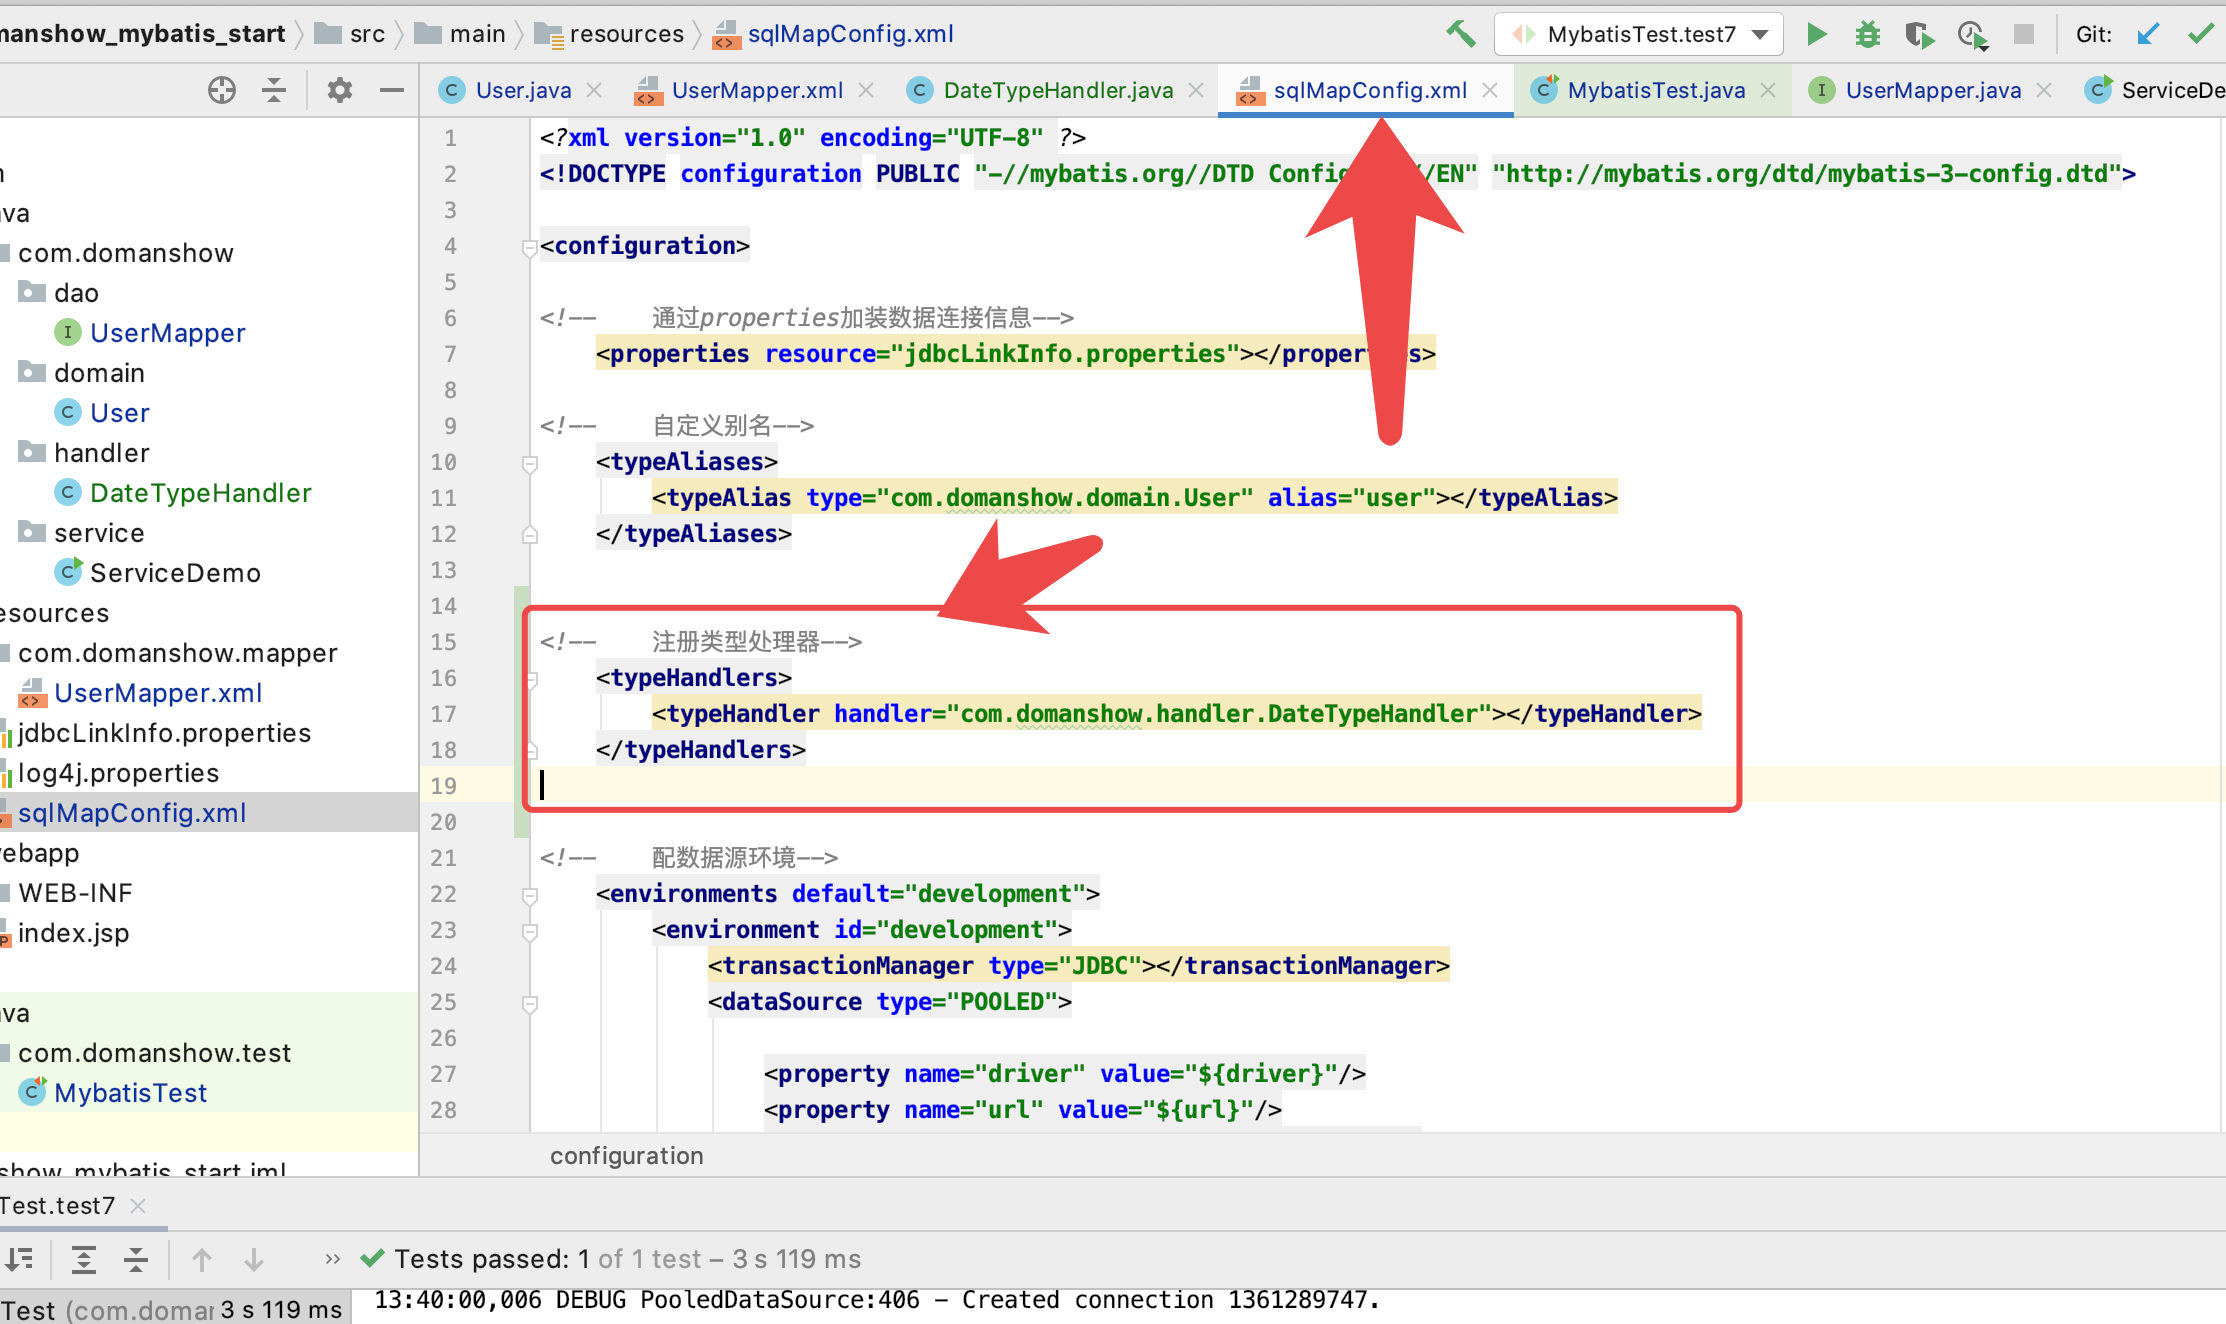 manshow_mybatis_start src main resources sqlMapConfig.xml MybatisTest.test7 Git:
User.java UserMapper.xml DateTypeHandler.java sqlMapConfig.xml MybatisTest.java UserMapper.java ServiceDe
va
com.domanshow
dao
UserMapper
domain
User
handler
DateTypeHandler
service
ServiceDemo
esources
com.domanshow.mapper
UserMapper.xml
jdbcLinkInfo.properties
log4j.properties
sqlMapConfig.xml
ebapp
WEB-INF
index.jsp
va
com.domanshow.test
MybatisTest
show_mybatis_start.iml
1 <?xml version="1.0" encoding="UTF-8" ?>
2 <!DOCTYPE configuration PUBLIC "-//mybatis.org//DTD Config //EN" "http://mybatis.org/dtd/mybatis-3-config.dtd">
3
4 <configuration>
5
6 <!-- 通过properties加装数据连接信息-->
7 <properties resource="jdbcLinkInfo.properties"></proper s>
8
9 <!-- 自定义别名-->
10 <typeAliases>
11 <typeAlias type="com.domanshow.domain.User" alias="user"></typeAlias>
12 </typeAliases>
13
14
15 <!-- 注册类型处理器-->
16 <typeHandlers>
17 <typeHandler handler="com.domanshow.handler.DateTypeHandler"></typeHandler>
18 </typeHandlers>
19
20
21 <!-- 配数据源环境-->
22 <environments default="development">
23 <environment id="development">
24 <transactionManager type="JDBC"></transactionManager>
25 <dataSource type="POOLED">
26
27 <property name="driver" value="${driver}"/>
28 <property name="url" value="${url}"/>
configuration
Test.test7
» Tests passed: 1 of 1 test – 3 s 119 ms
Test (com.domar 3 s 119 ms
13:40:00,006 DEBUG PooledDataSource:406 - Created connection 1361289747.